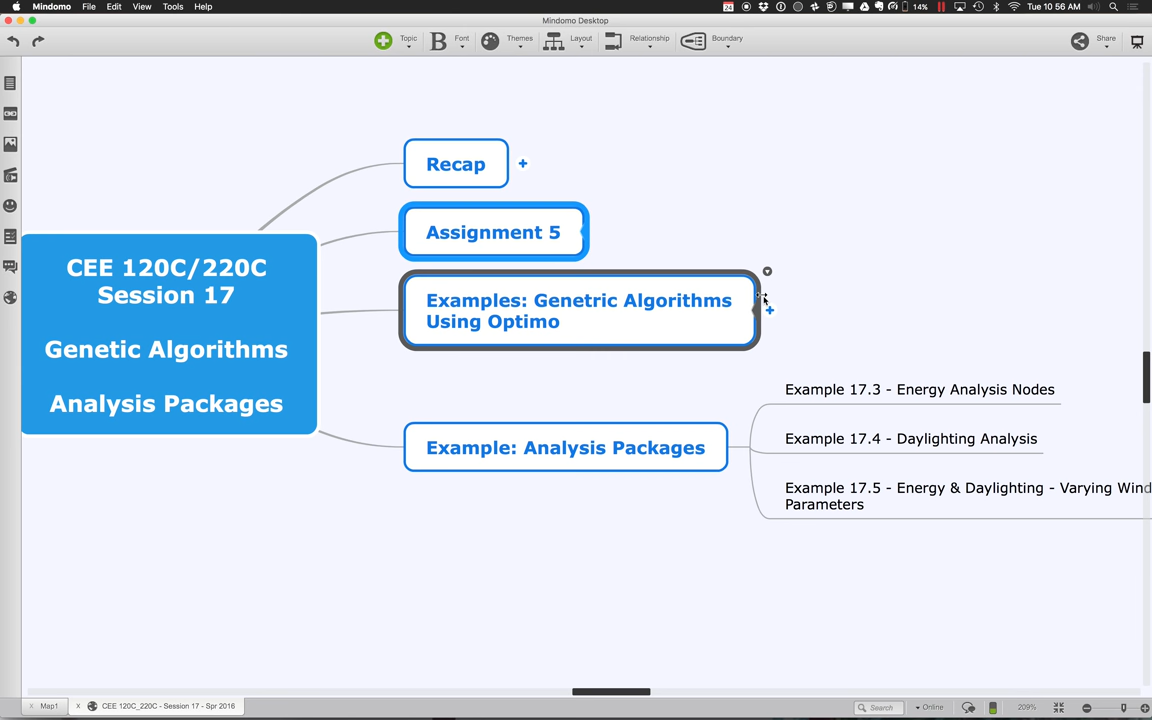 Mindomo File Edit View Tools Help
24 14% Tue 10 56 AM
Mindomo Desktop
Topic Font Themes Layout Relationship Boundary Share
Recap
Assignment 5
CEE 120C/220C
Session 17
Genetic Algorithms
Analysis Packages
Examples: Genetric Algorithms
Using Optimo
Example: Analysis Packages
Example 17.3 - Energy Analysis Nodes
Example 17.4 - Daylighting Analysis
Example 17.5 - Energy & Daylighting - Varying Wind
Parameters
x Map1 x CEE 120C_220C - Session 17 - Spr 2016 Search Online 209%